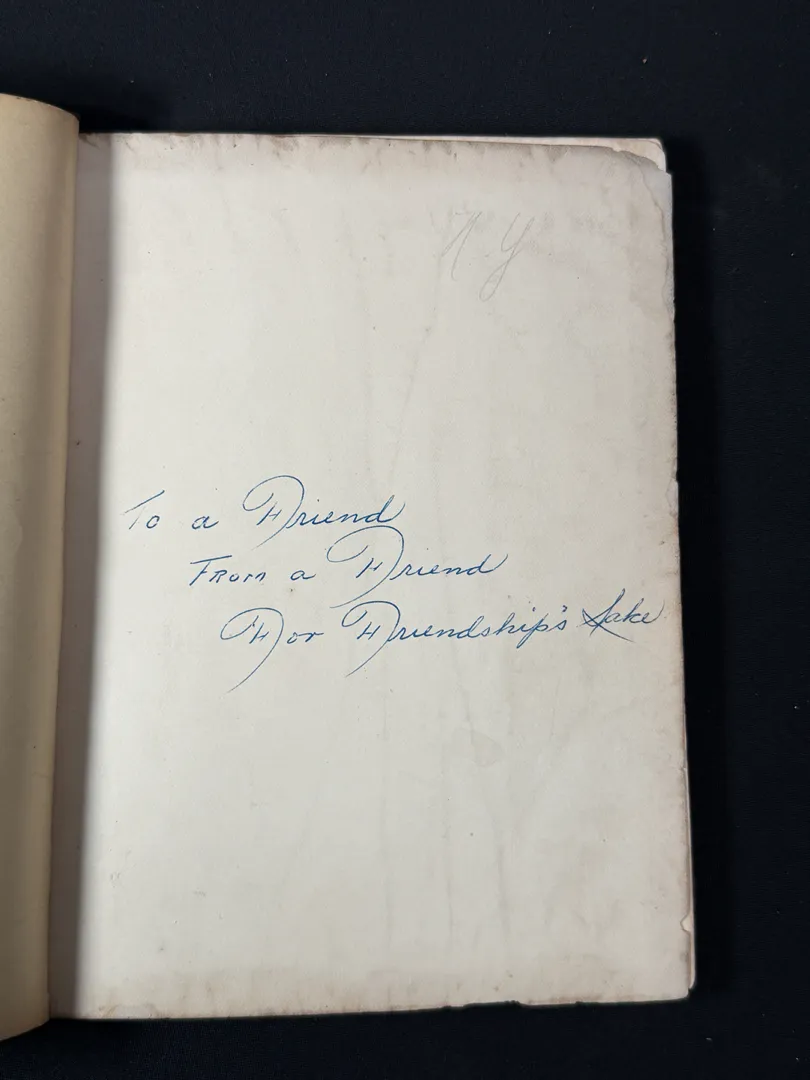 N.Y
To a Friend
From a Friend
For Friendship's Sake